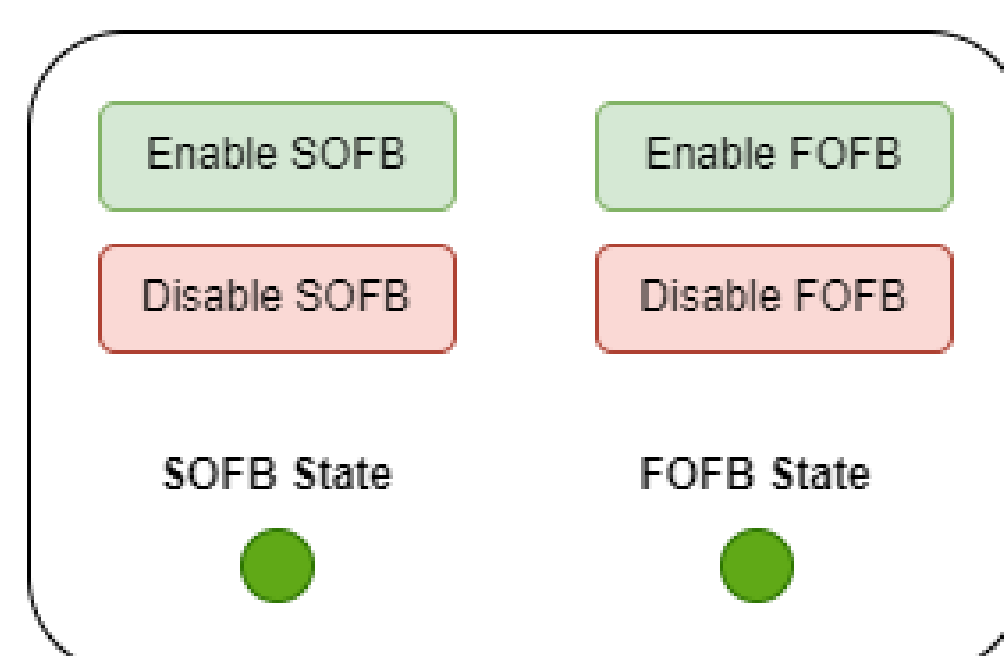 Enable SOFB
Enable FOFB
Disable SOFB
Disable FOFB
SOFB State
FOFB State